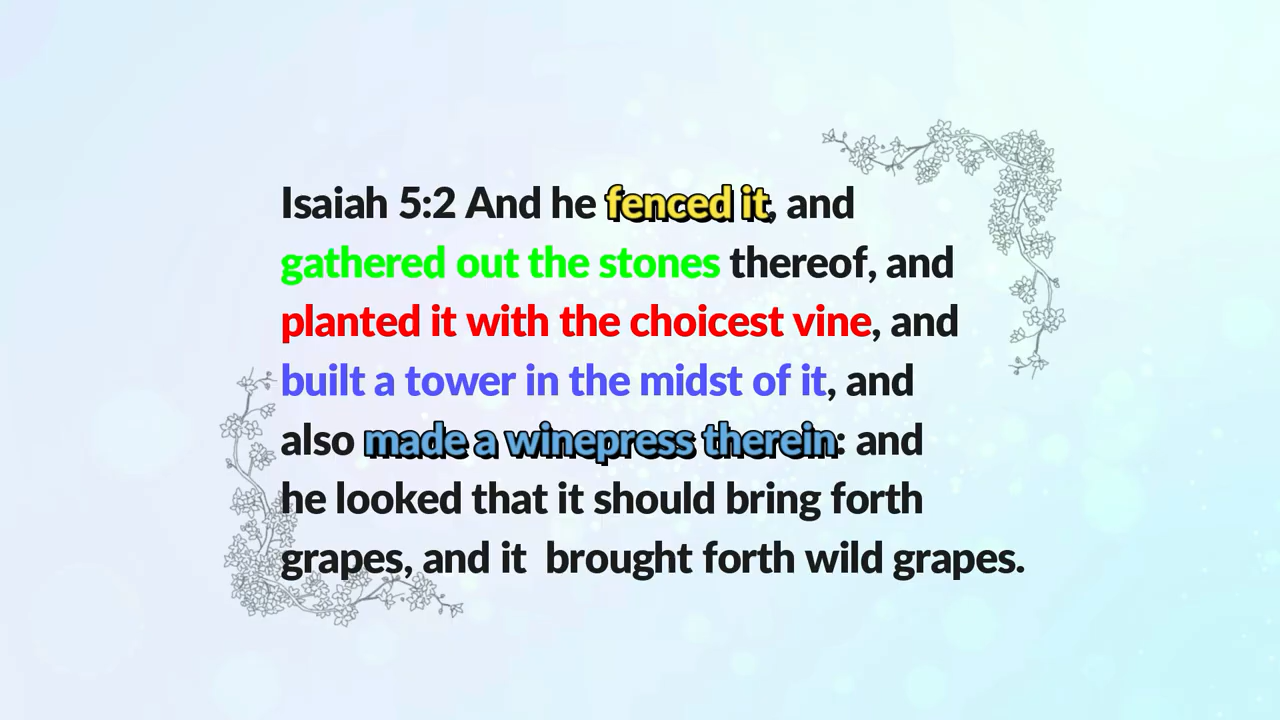 Isaiah 5:2 And he fenced it, and
gathered out the stones thereof, and
planted it with the choicest vine, and
built a tower in the midst of it, and
also made a winepress therein: and
he looked that it should bring forth
grapes, and it  brought forth wild grapes.